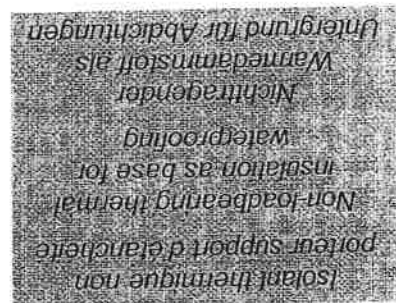 Isolant thermique non
porteur support d'étanchéité
Non-loadbearing thermal
insulation as base for
waterproofing
Nichttragender
Wärmedämmstoff als
Untergrund für Abdichtungen